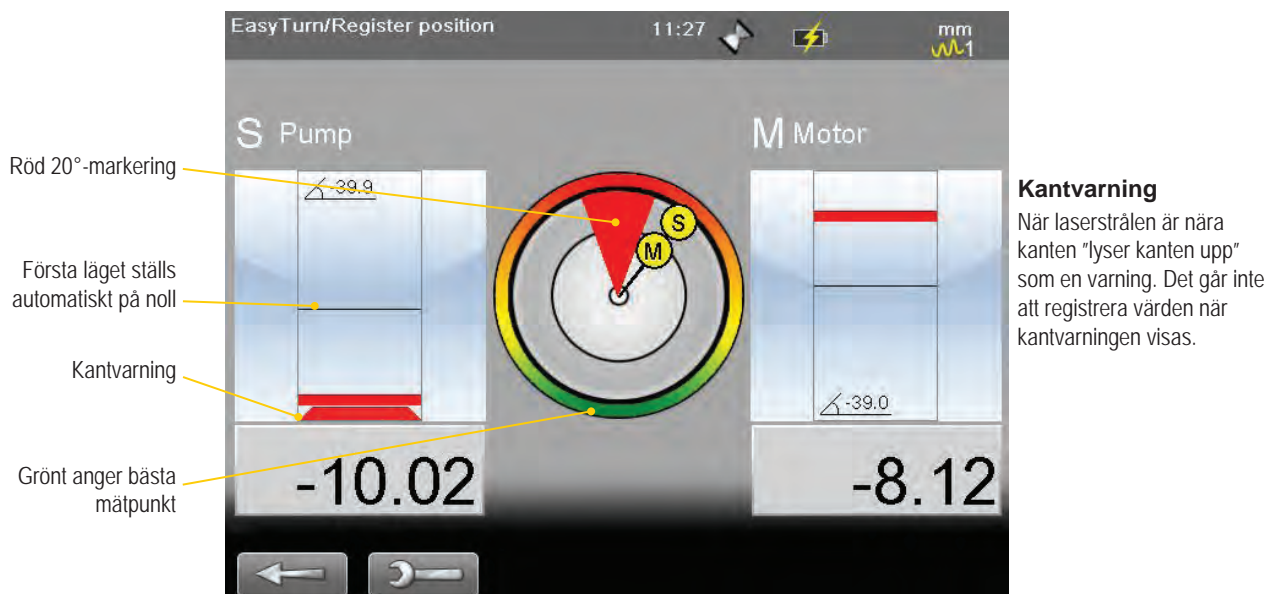 EasyTurn/Register position
11:27
mm
1
S Pump
M Motor
Röd 20°-markering
-39.9
S
M
Första läget ställs
automatiskt på noll
Kantvarning
-39.0
Grönt anger bästa
mätpunkt
-10.02
-8.12
Kantvarning
När laserstrålen är nära
kanten "lyser kanten upp"
som en varning. Det går inte
att registrera värden när
kantvarningen visas.